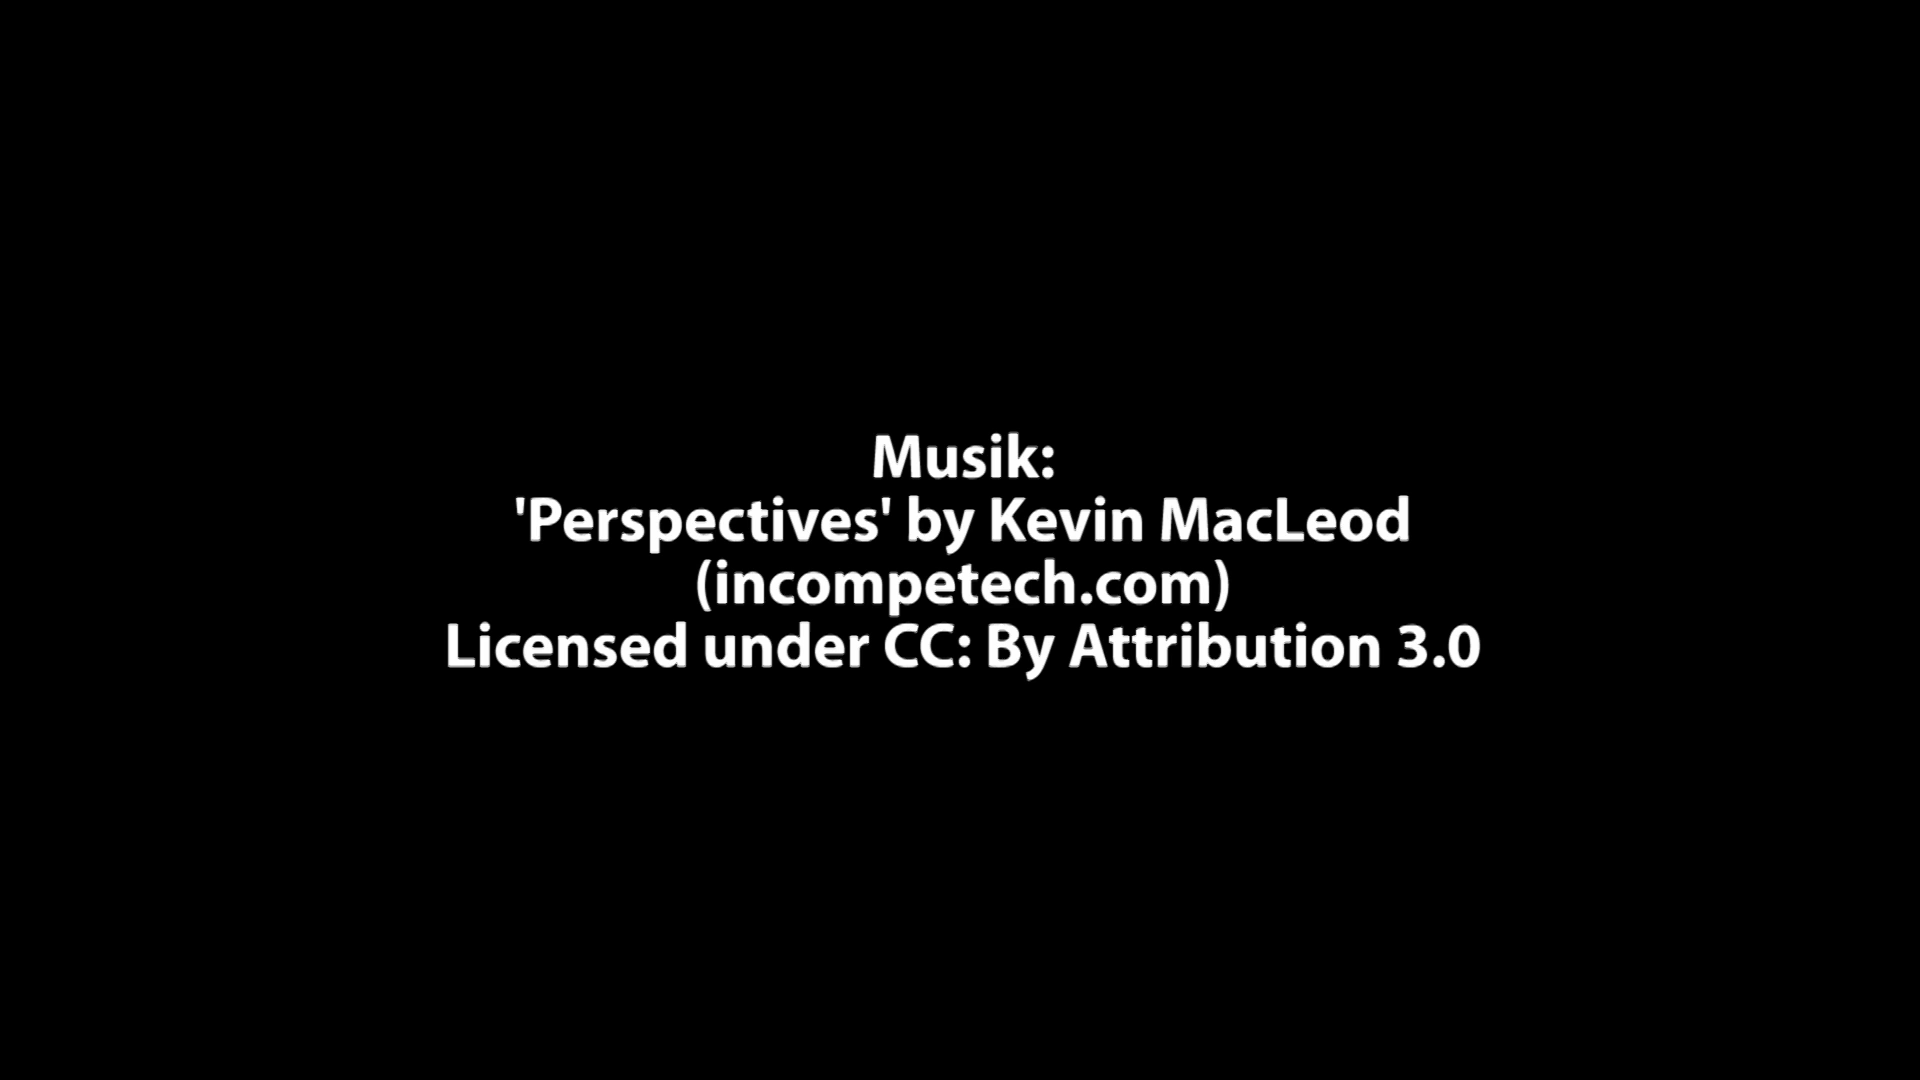 Musik:
'Perspectives' by Kevin MacLeod
(incompetech.com)
Licensed under CC: By Attribution 3.0